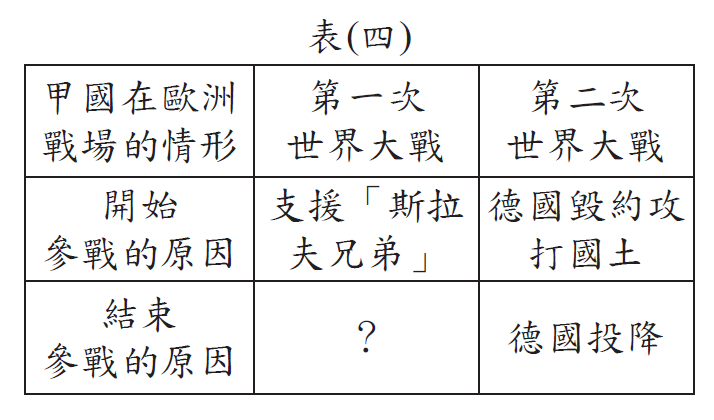 表(四)
甲國在歐洲
戰場的情形
第一次
世界大戰
第二次
世界大戰
開始
參戰的原因
支援「斯拉
夫兄弟」
德國毀約攻
打國土
結束
參戰的原因
？
德國投降